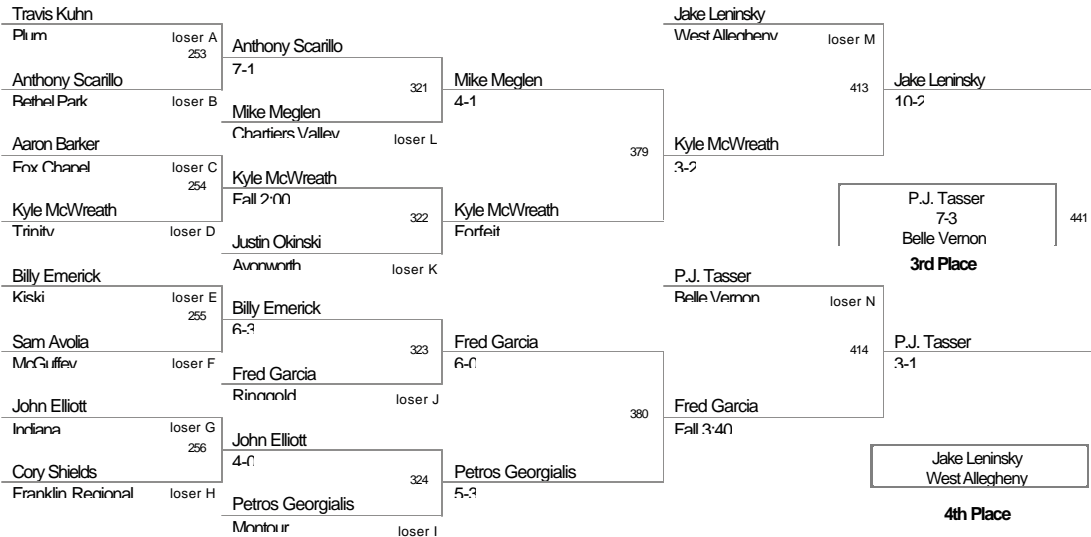 Travis Kuhn
Plum
loser A
253
Anthony Scarillo
Bethel Park
loser B
Aaron Barker
Fox Chapel
loser C
254
Kyle McWreath
Trinity
loser D
Billy Emerick
Kiski
loser E
255
Sam Avolia
McGuffey
loser F
John Elliott
Indiana
loser G
256
Cory Shields
Franklin Regional
loser H
Anthony Scarillo
7-1
321
Mike Meglen
Chartiers Valley
loser L
Kyle McWreath
Fall 2:00
322
Justin Okinski
Avonworth
loser K
Billy Emerick
6-3
323
Fred Garcia
Ringgold
loser J
John Elliott
4-0
324
Petros Georgialis
Montour
loser I
Mike Meglen
4-1
379
Kyle McWreath
Forfeit
Fred Garcia
6-0
380
Petros Georgialis
5-3
Jake Leninsky
West Allegheny
loser M
413
Kyle McWreath
3-2
P.J. Tasser
Belle Vernon
loser N
414
Fred Garcia
Fall 3:40
Jake Leninsky
10-2
P.J. Tasser
7-3
Belle Vernon
441
3rd Place
P.J. Tasser
3-1
Jake Leninsky
West Allegheny
4th Place